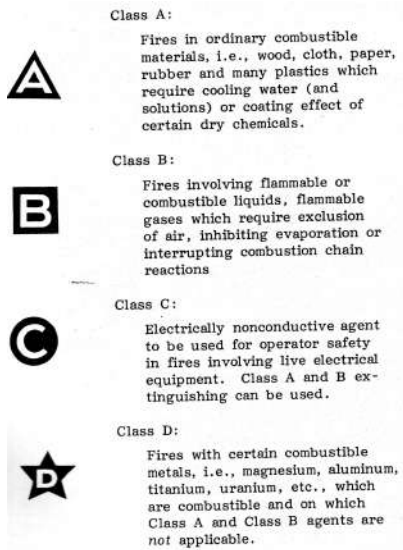 Class A:
Fires in ordinary combustible
materials, i.e., wood, cloth, paper,
rubber and many plastics which
require cooling water (and
solutions) or coating effect of
certain dry chemicals.
A
Class B:
Fires involving flammable or
combustible liquids, flammable
gases which require exclusion
of air, inhibiting evaporation or
interrupting combustion chain
reactions
B
Class C:
Electrically nonconductive agent
to be used for operator safety
in fires involving live electrical
equipment. Class A and B ex-
tinguishing can be used.
C
Class D:
Fires with certain combustible
metals, i.e., magnesium, aluminum,
titanium, uranium, etc., which
are combustible and on which
Class A and Class B agents are
not applicable.
D